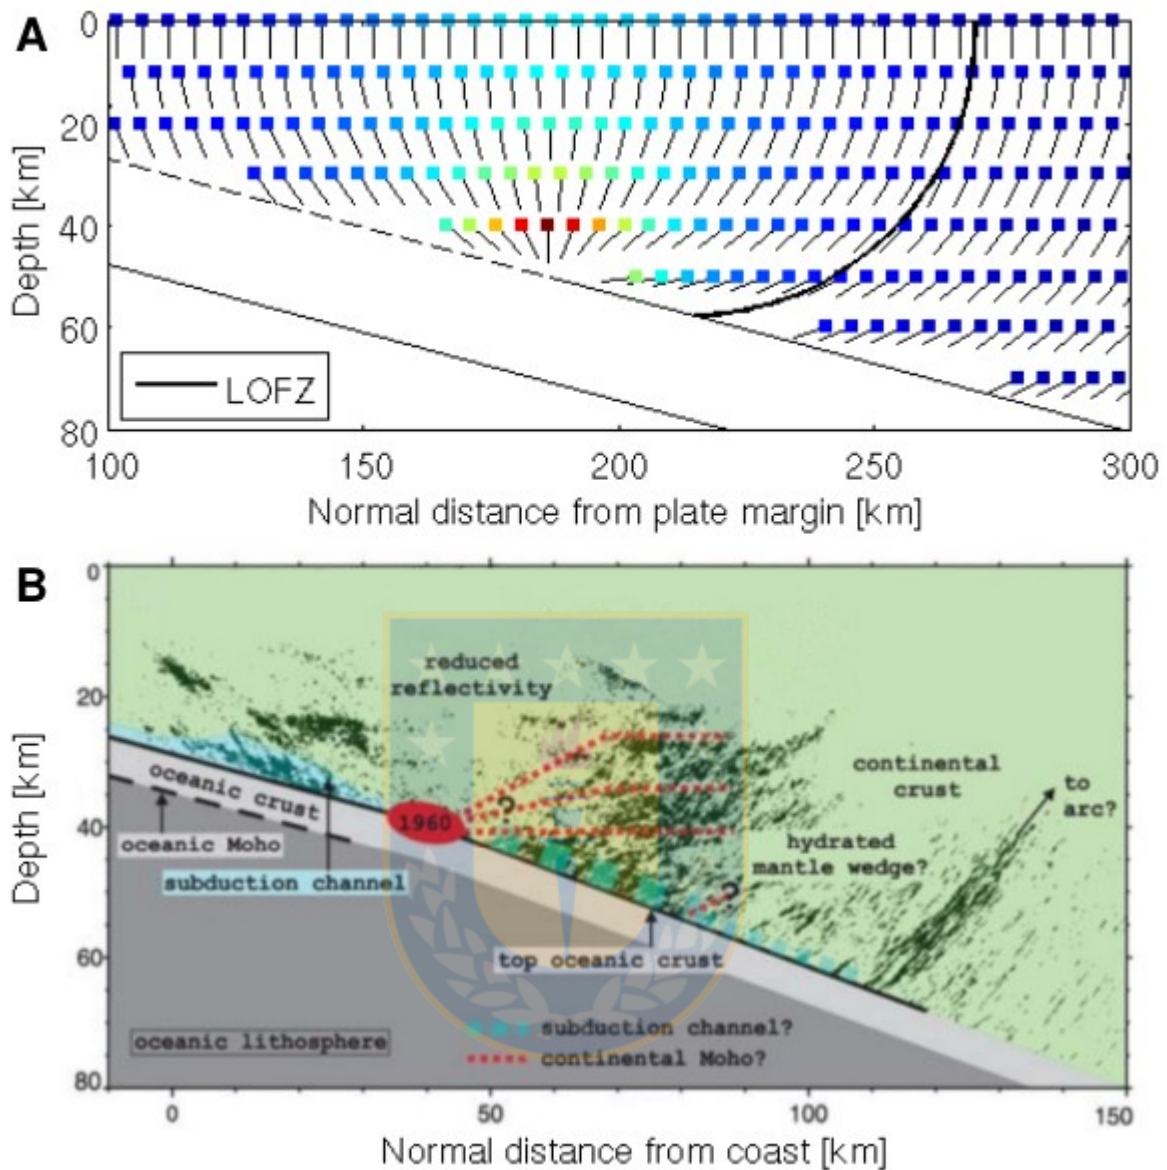 A
0
20
40
60
80
Depth [km]
LOFZ
100
150
200
250
300
Normal distance from plate margin [km]
B
0
20
40
60
80
Depth [km]
reduced
reflectivity
oceanic crust
1960
?
continental
crust
to
arc?
oceanic Moho
hydrated
mantle wedge?
subduction channel
?
top oceanic crust
oceanic lithosphere
subduction channel?
continental Moho?
0
50
100
150
Normal distance from coast [km]